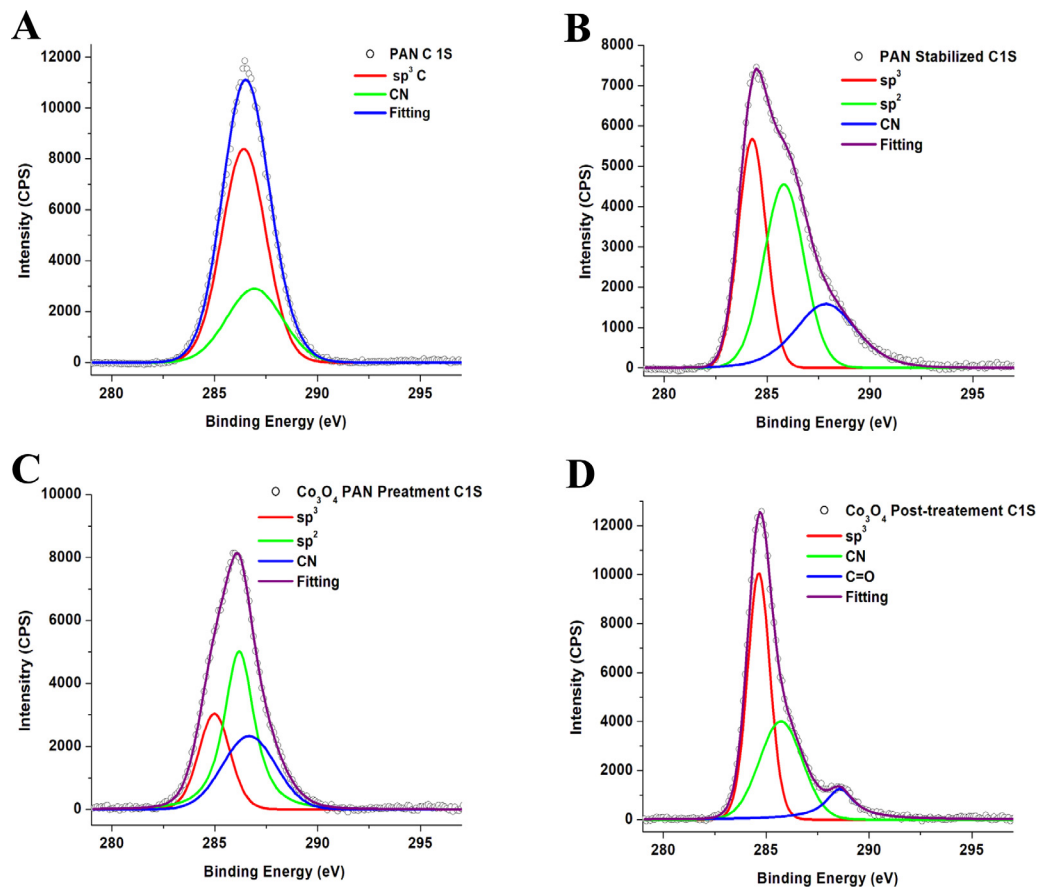 A
PAN C 1S
sp³ C
CN
Fitting
12000
10000
8000
6000
4000
2000
0
Intensity (CPS)
280 285 290 295
Binding Energy (eV)
B
PAN Stabilized C1S
sp³
sp²
CN
Fitting
8000
7000
6000
5000
4000
3000
2000
1000
0
Intensity (CPS)
280 285 290 295
Binding Energy (eV)
C
Co₃O₄ PAN Preatment C1S
sp³
sp²
CN
Fitting
10000
8000
6000
4000
2000
0
Intensitry (CPS)
280 285 290 295
Binding Energy (eV)
D
Co₃O₄ Post-treatement C1S
sp³
CN
C=O
Fitting
12000
10000
8000
6000
4000
2000
0
Intensity (CPS)
280 285 290 295
Binding Energy (eV)